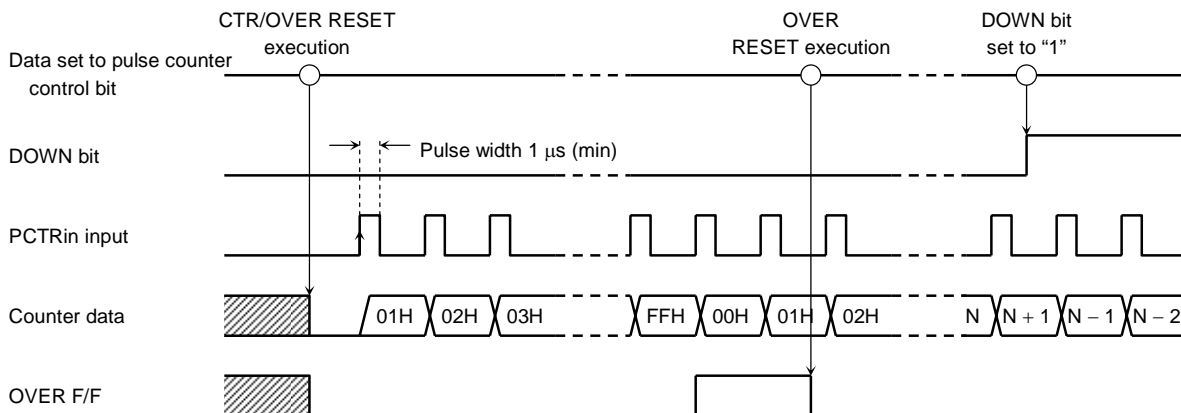 CTR/OVER RESET
execution
OVER
RESET execution
DOWN bit
set to “1”
Data set to pulse counter
control bit
DOWN bit
Pulse width 1 μs (min)
PCTRin input
Counter data
01H 02H 03H FFH 00H 01H 02H N N + 1 N − 1 N − 2
OVER F/F